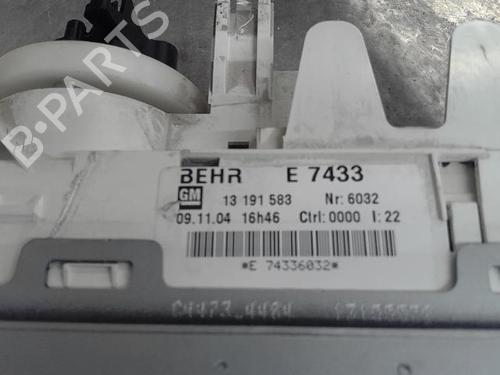 B-PARTS
BEHR E 7433
GM 13 191 583 Nr: 6032
09.11.04 16h46 Ctrl:0000 I:22
*E 74336032*